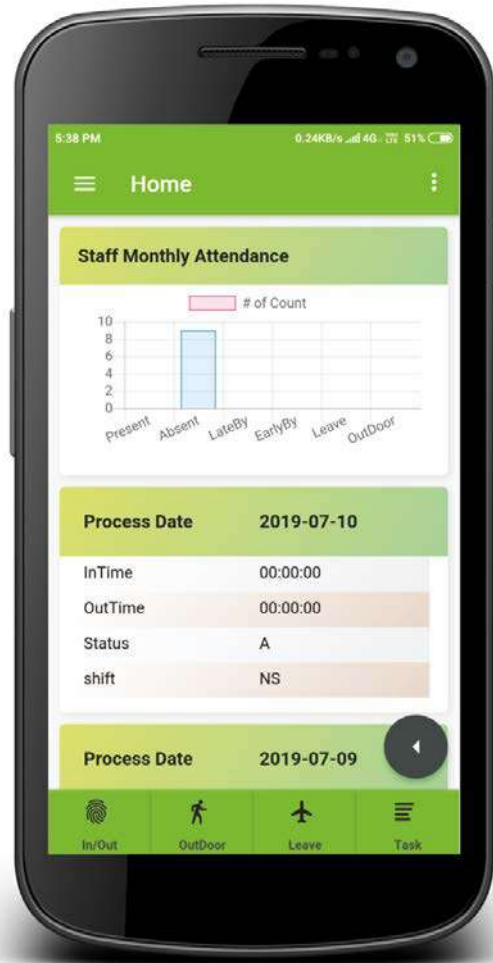 5:38 PM 0.24KB/s 4G VoLTE 51%
Home
Staff Monthly Attendance
# of Count
10
8
6
4
2
0
Present Absent LateBy EarlyBy Leave OutDoor
Process Date 2019-07-10
InTime 00:00:00
OutTime 00:00:00
Status A
shift NS
Process Date 2019-07-09
In/Out OutDoor Leave Task